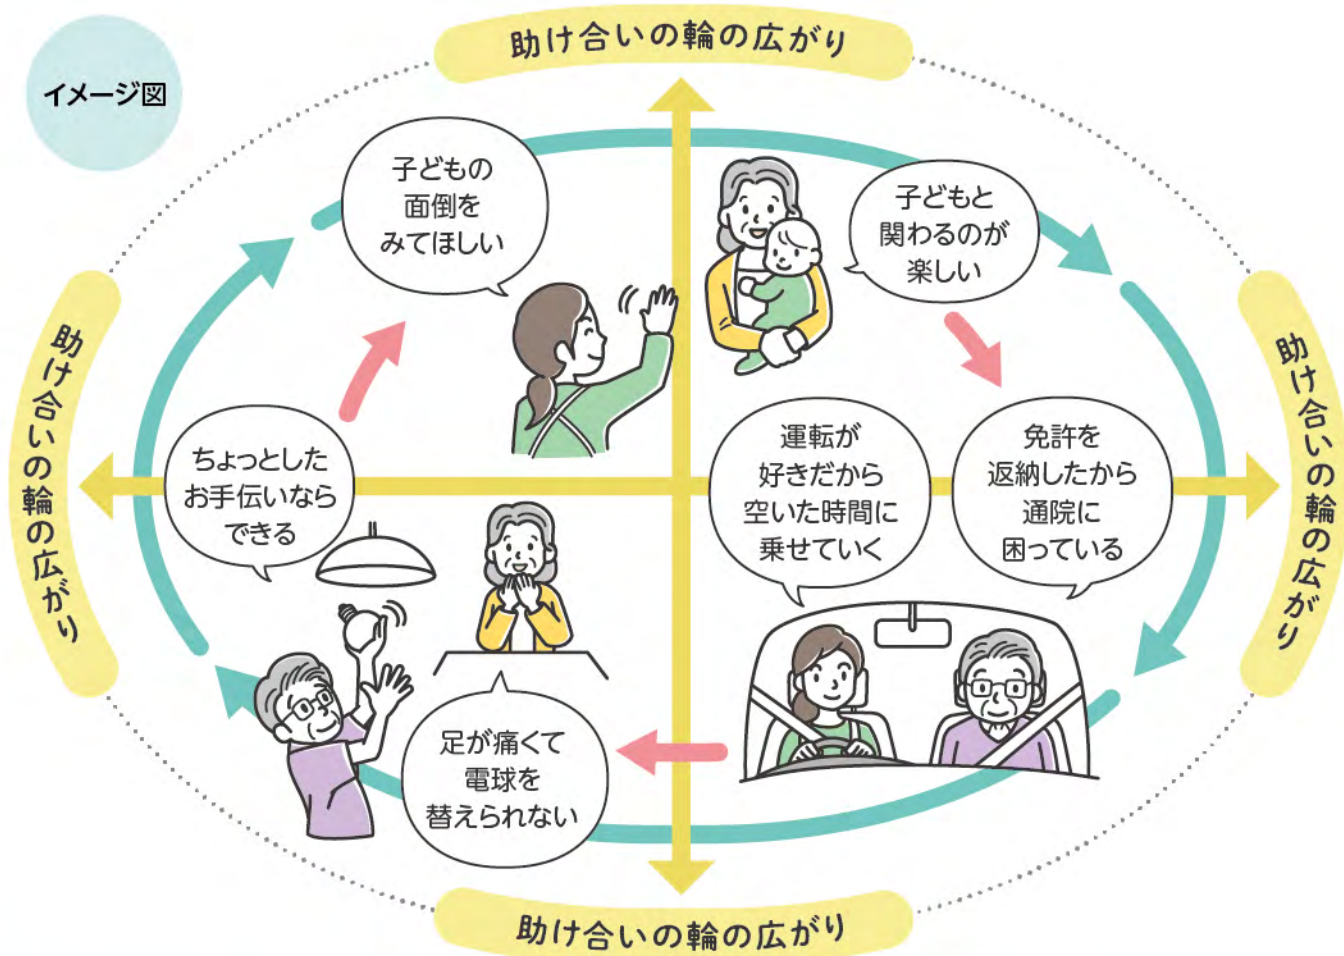 助け合いの輪の広がり
イメージ図
子どもの
面倒を
みてほしい
子どもと
関わるのが
楽しい
助け合いの輪の広がり
助け合いの輪の広がり
ちょっとした
お手伝いなら
できる
運転が
好きだから
空いた時間に
乗せていく
免許を
返納したから
通院に
困っている
足が痛くて
電球を
替えられない
助け合いの輪の広がり